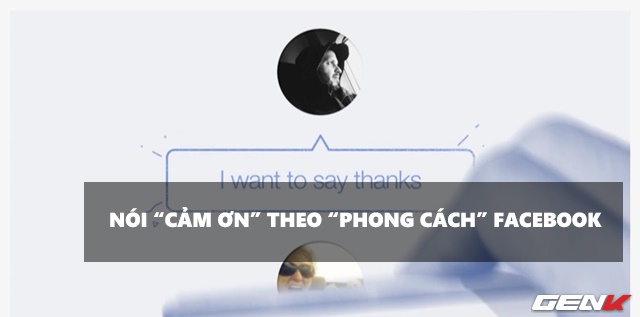 I want to say thanks
NÓI “CẢM ƠN” THEO “PHONG CÁCH” FACEBOOK
GENK